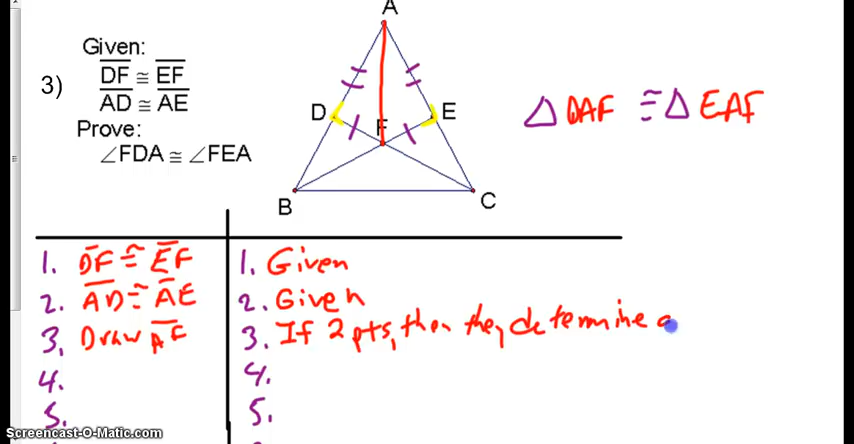 Given:
3) DF ≅ EF
AD ≅ AE
Prove:
∠FDA ≅ ∠FEA
A
D
E
F
B
C
△ DAF ≅ △ EAF
1. DF ≅ EF 1. Given
2. AD ≅ AE 2. Given
3. Draw AF 3. If 2 pts, then they determine a
4. 4.
5. 5.
Screencast-O-Matic.com